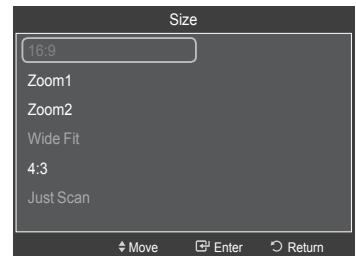 Size
16:9
Zoom1
Zoom2
Wide Fit
4:3
Just Scan
Move Enter Return